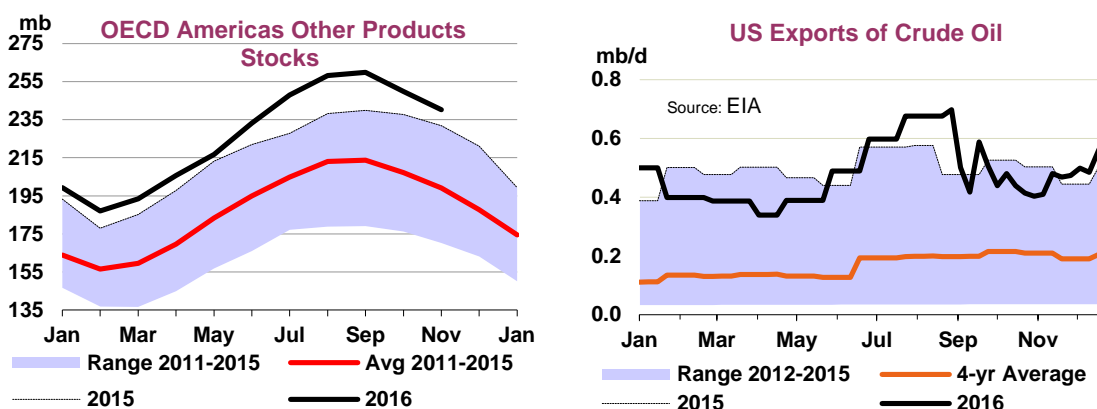 OECD Americas Other Products
Stocks
mb
275
255
235
215
195
175
155
135
Jan Mar May Jul Sep Nov Jan
Range 2011-2015 Avg 2011-2015
2015 2016
US Exports of Crude Oil
mb/d
0.8
Source: EIA
0.6
0.4
0.2
0.0
Jan Mar May Jul Sep Nov
Range 2012-2015 4-yr Average
2015 2016